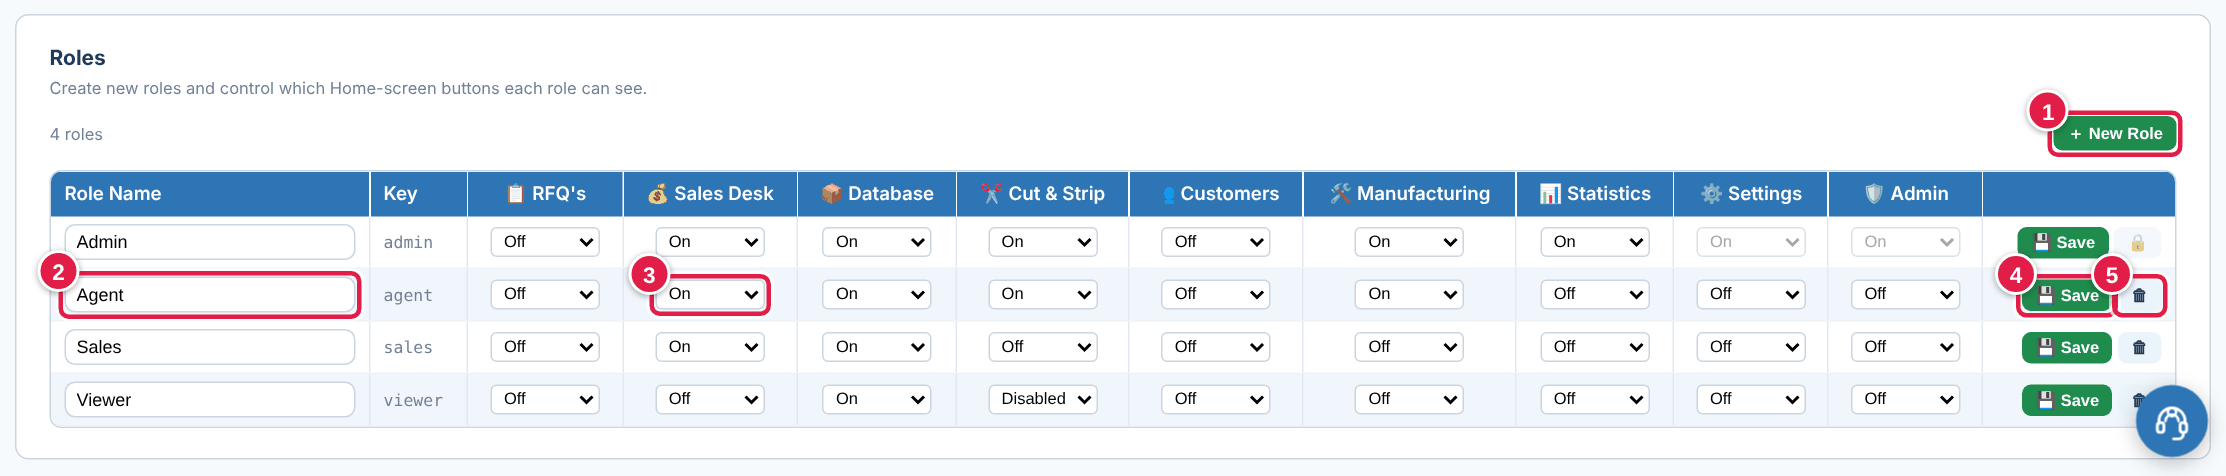 Roles
Create new roles and control which Home-screen buttons each role can see.
4 roles
1
+ New Role
Role Name Key RFQ's Sales Desk Database Cut & Strip Customers Manufacturing Statistics Settings Admin
Admin admin Off On On On Off On On On On Save
2 3 4 5
Agent agent Off On On On Off On Off Off Off Save
Sales sales Off On On Off Off Off Off Off Off Save
Viewer viewer Off Off On Disabled Off Off Off Off Off Save